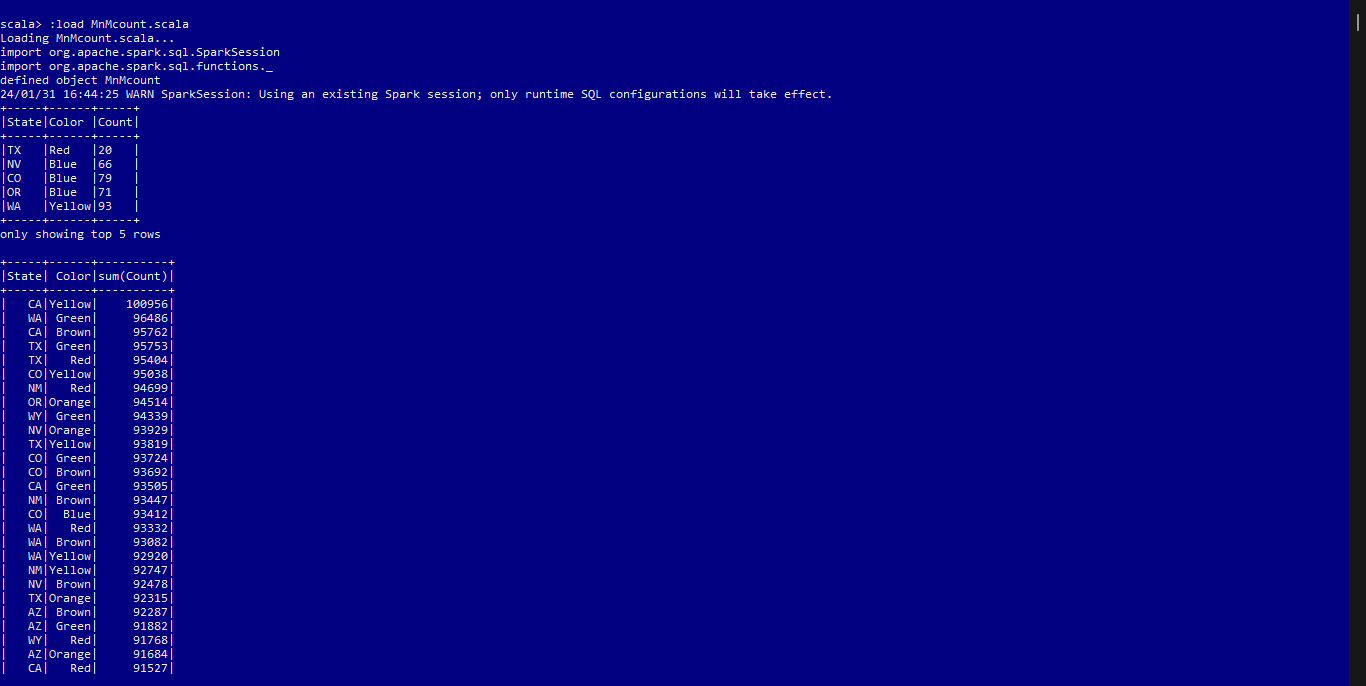 scala> :load MnMcount.scala
Loading MnMcount.scala...
import org.apache.spark.sql.SparkSession
import org.apache.spark.sql.functions._
defined object MnMcount
24/01/31 16:44:25 WARN SparkSession: Using an existing Spark session; only runtime SQL configurations will take effect.
+-----+------+-----+
|State|Color |Count|
+-----+------+-----+
|TX   |Red   |20   |
|NV   |Blue  |66   |
|CO   |Blue  |79   |
|OR   |Blue  |71   |
|WA   |Yellow|93   |
+-----+------+-----+
only showing top 5 rows

+-----+------+----------+
|State| Color|sum(Count)|
+-----+------+----------+
|   CA|Yellow|    100956|
|   WA| Green|     96486|
|   CA| Brown|     95762|
|   TX| Green|     95753|
|   TX|   Red|     95404|
|   CO|Yellow|     95038|
|   NM|   Red|     94699|
|   OR|Orange|     94514|
|   WY| Green|     94339|
|   NV|Orange|     93929|
|   TX|Yellow|     93819|
|   CO| Green|     93724|
|   CO| Brown|     93692|
|   CA| Green|     93505|
|   NM| Brown|     93447|
|   CO|  Blue|     93412|
|   WA|   Red|     93332|
|   WA| Brown|     93082|
|   WA|Yellow|     92920|
|   NM|Yellow|     92747|
|   NV| Brown|     92478|
|   TX|Orange|     92315|
|   AZ| Brown|     92287|
|   AZ| Green|     91882|
|   WY|   Red|     91768|
|   AZ|Orange|     91684|
|   CA|   Red|     91527|